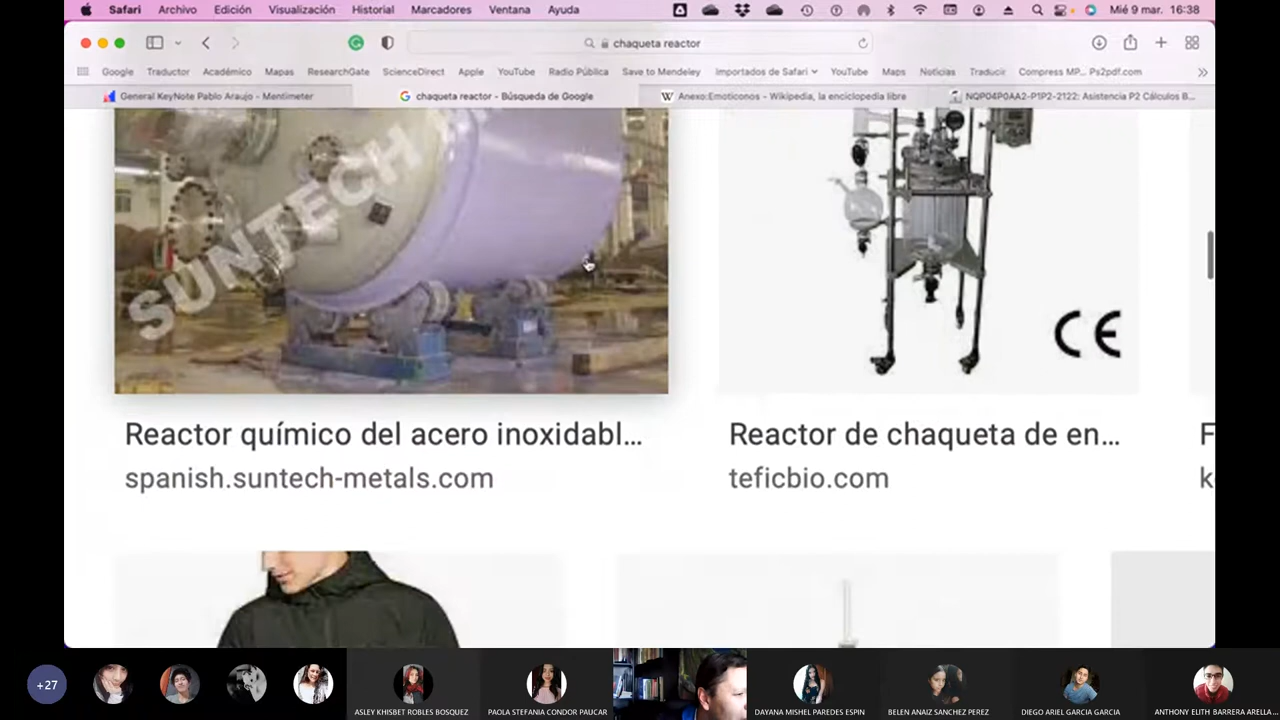 Safari Archivo Edición Visualización Historial Marcadores Ventana Ayuda Mié 9 mar. 16:38
chaqueta reactor
Google Traductor Académico Mapas ResearchGate ScienceDirect Apple YouTube Radio Pública Save to Mendeley Importados de Safari YouTube Maps Noticias Traducir Compress MP... Ps2pdf.com
General KeyNote Pablo Araujo - Mentimeter chaqueta reactor - Búsqueda de Google Anexo:Emoticonos - Wikipedia, la enciclopedia libre NQP04P0AA2-P1P2-2122: Asistencia P2 Cálculos B...
SUNTECH
CE
Reactor químico del acero inoxidabl... Reactor de chaqueta de en... F
spanish.suntech-metals.com teficbio.com k
+27
ASLEY KHISBET ROBLES BOSQUEZ PAOLA STEFANIA CONDOR PAUCAR DAYANA MISHEL PAREDES ESPIN BELEN ANAIZ SANCHEZ PEREZ DIEGO ARIEL GARCIA GARCIA ANTHONY ELITH BARRERA ARELLA...